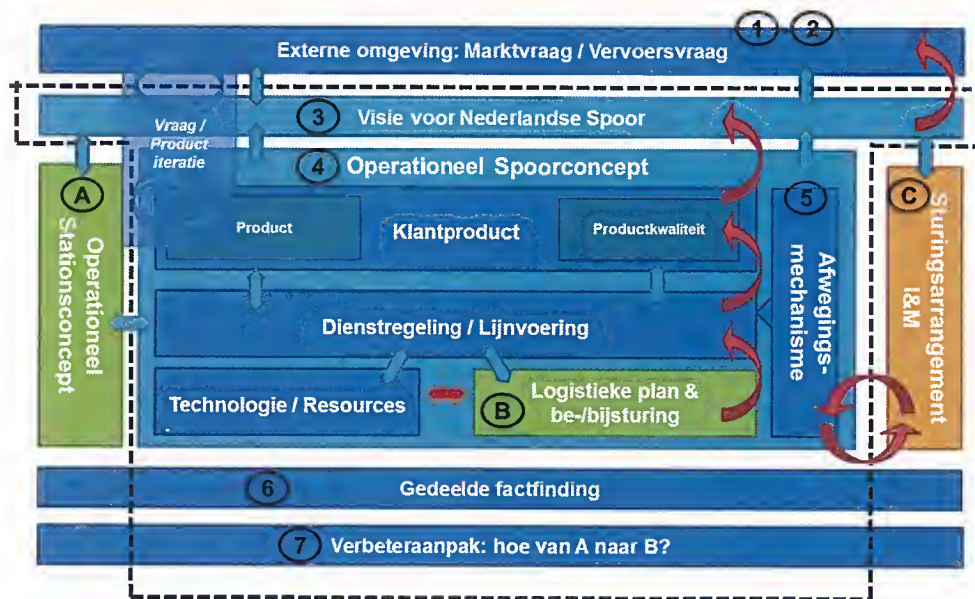 1 2
Externe omgeving: Marktvraag / Vervoersvraag
3 Visie voor Nederlandse Spoor
Vraag /
Product
iteratie
4 Operationeel Spoorconcept
A
Operationeel
Stationsconcept
Product
Klantproduct
Productkwaliteit
5
Afwegings-
mechanisme
C
Sturingsarrangement
I&M
Dienstregeling / Lijnvoering
Technologie / Resources
B
Logistieke plan &
be-/bijsturing
6 Gedeelde factfinding
7 Verbeteraanpak: hoe van A naar B?